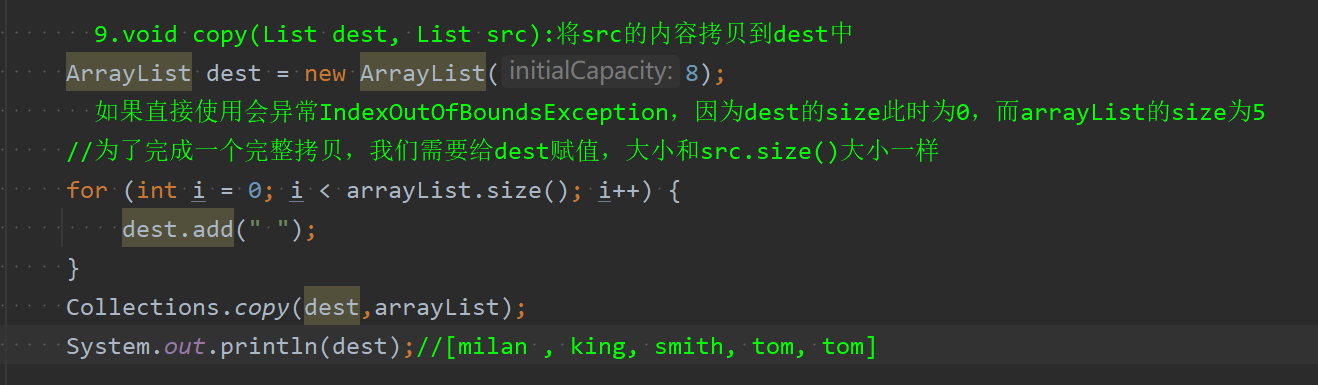 9.void copy(List dest, List src):将src的内容拷贝到dest中
ArrayList dest = new ArrayList( initialCapacity: 8);
如果直接使用会异常IndexOutOfBoundsException，因为dest的size此时为0，而arrayList的size为5
//为了完成一个完整拷贝，我们需要给dest赋值，大小和src.size()大小一样
for (int i = 0; i < arrayList.size(); i++) {
dest.add(" ");
}
Collections.copy(dest,arrayList);
System.out.println(dest);//[milan , king, smith, tom, tom]